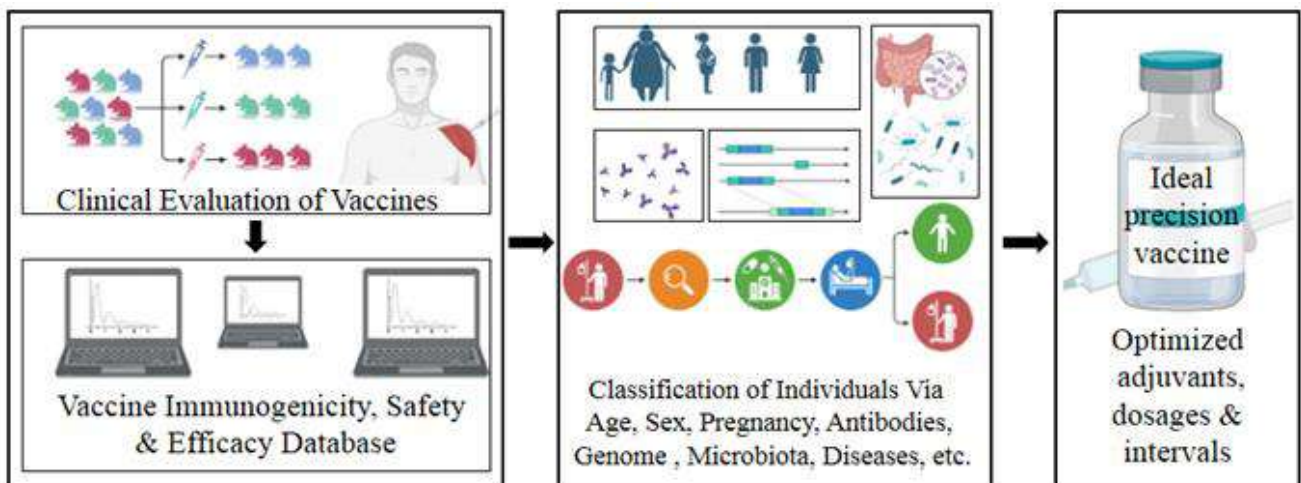 Clinical Evaluation of Vaccines
Vaccine Immunogenicity, Safety
& Efficacy Database
Classification of Individuals Via
Age, Sex, Pregnancy, Antibodies,
Genome , Microbiota, Diseases, etc.
Ideal
precision
vaccine
Optimized
adjuvants,
dosages &
intervals